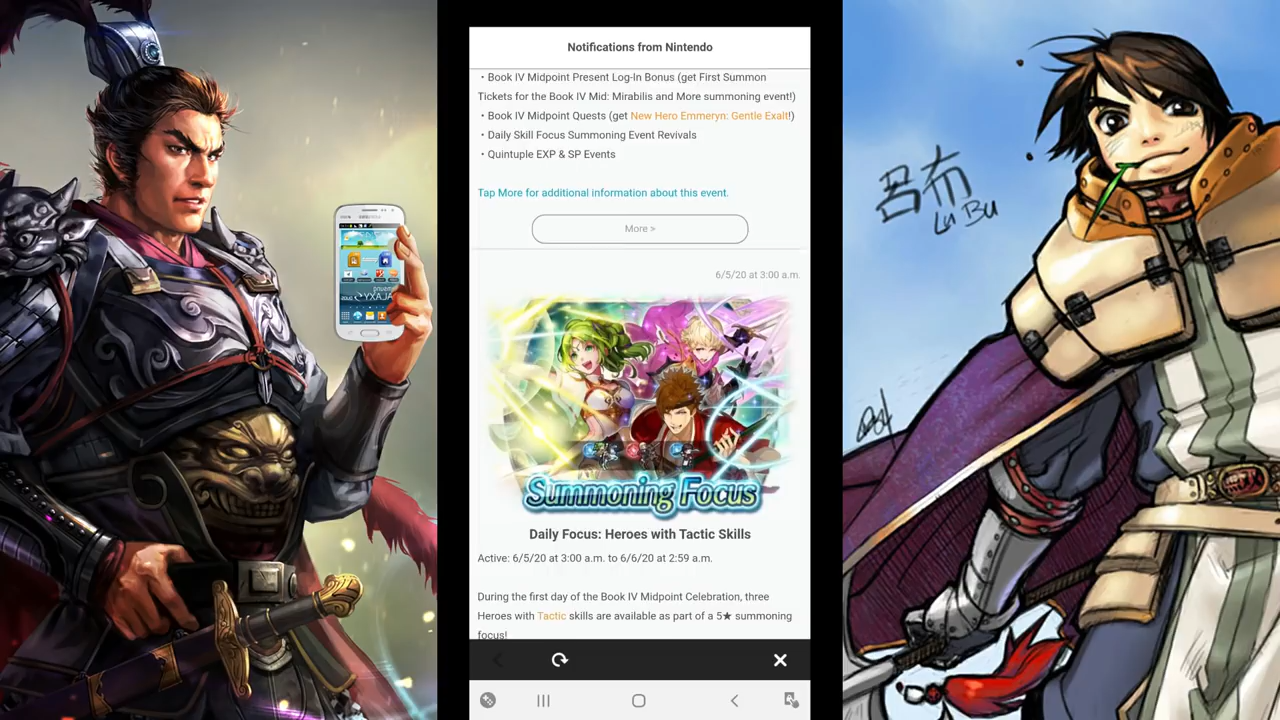 Notifications from Nintendo
• Book IV Midpoint Present Log-In Bonus (get First Summon
Tickets for the Book IV Mid: Mirabilis and More summoning event!)
• Book IV Midpoint Quests (get New Hero Emmeryn: Gentle Exalt!)
• Daily Skill Focus Summoning Event Revivals
• Quintuple EXP & SP Events
Tap More for additional information about this event.
More >
6/5/20 at 3:00 a.m.
Summoning Focus
Daily Focus: Heroes with Tactic Skills
Active: 6/5/20 at 3:00 a.m. to 6/6/20 at 2:59 a.m.
During the first day of the Book IV Midpoint Celebration, three
Heroes with Tactic skills are available as part of a 5★ summoning
focus!
呂布
Lu Bu